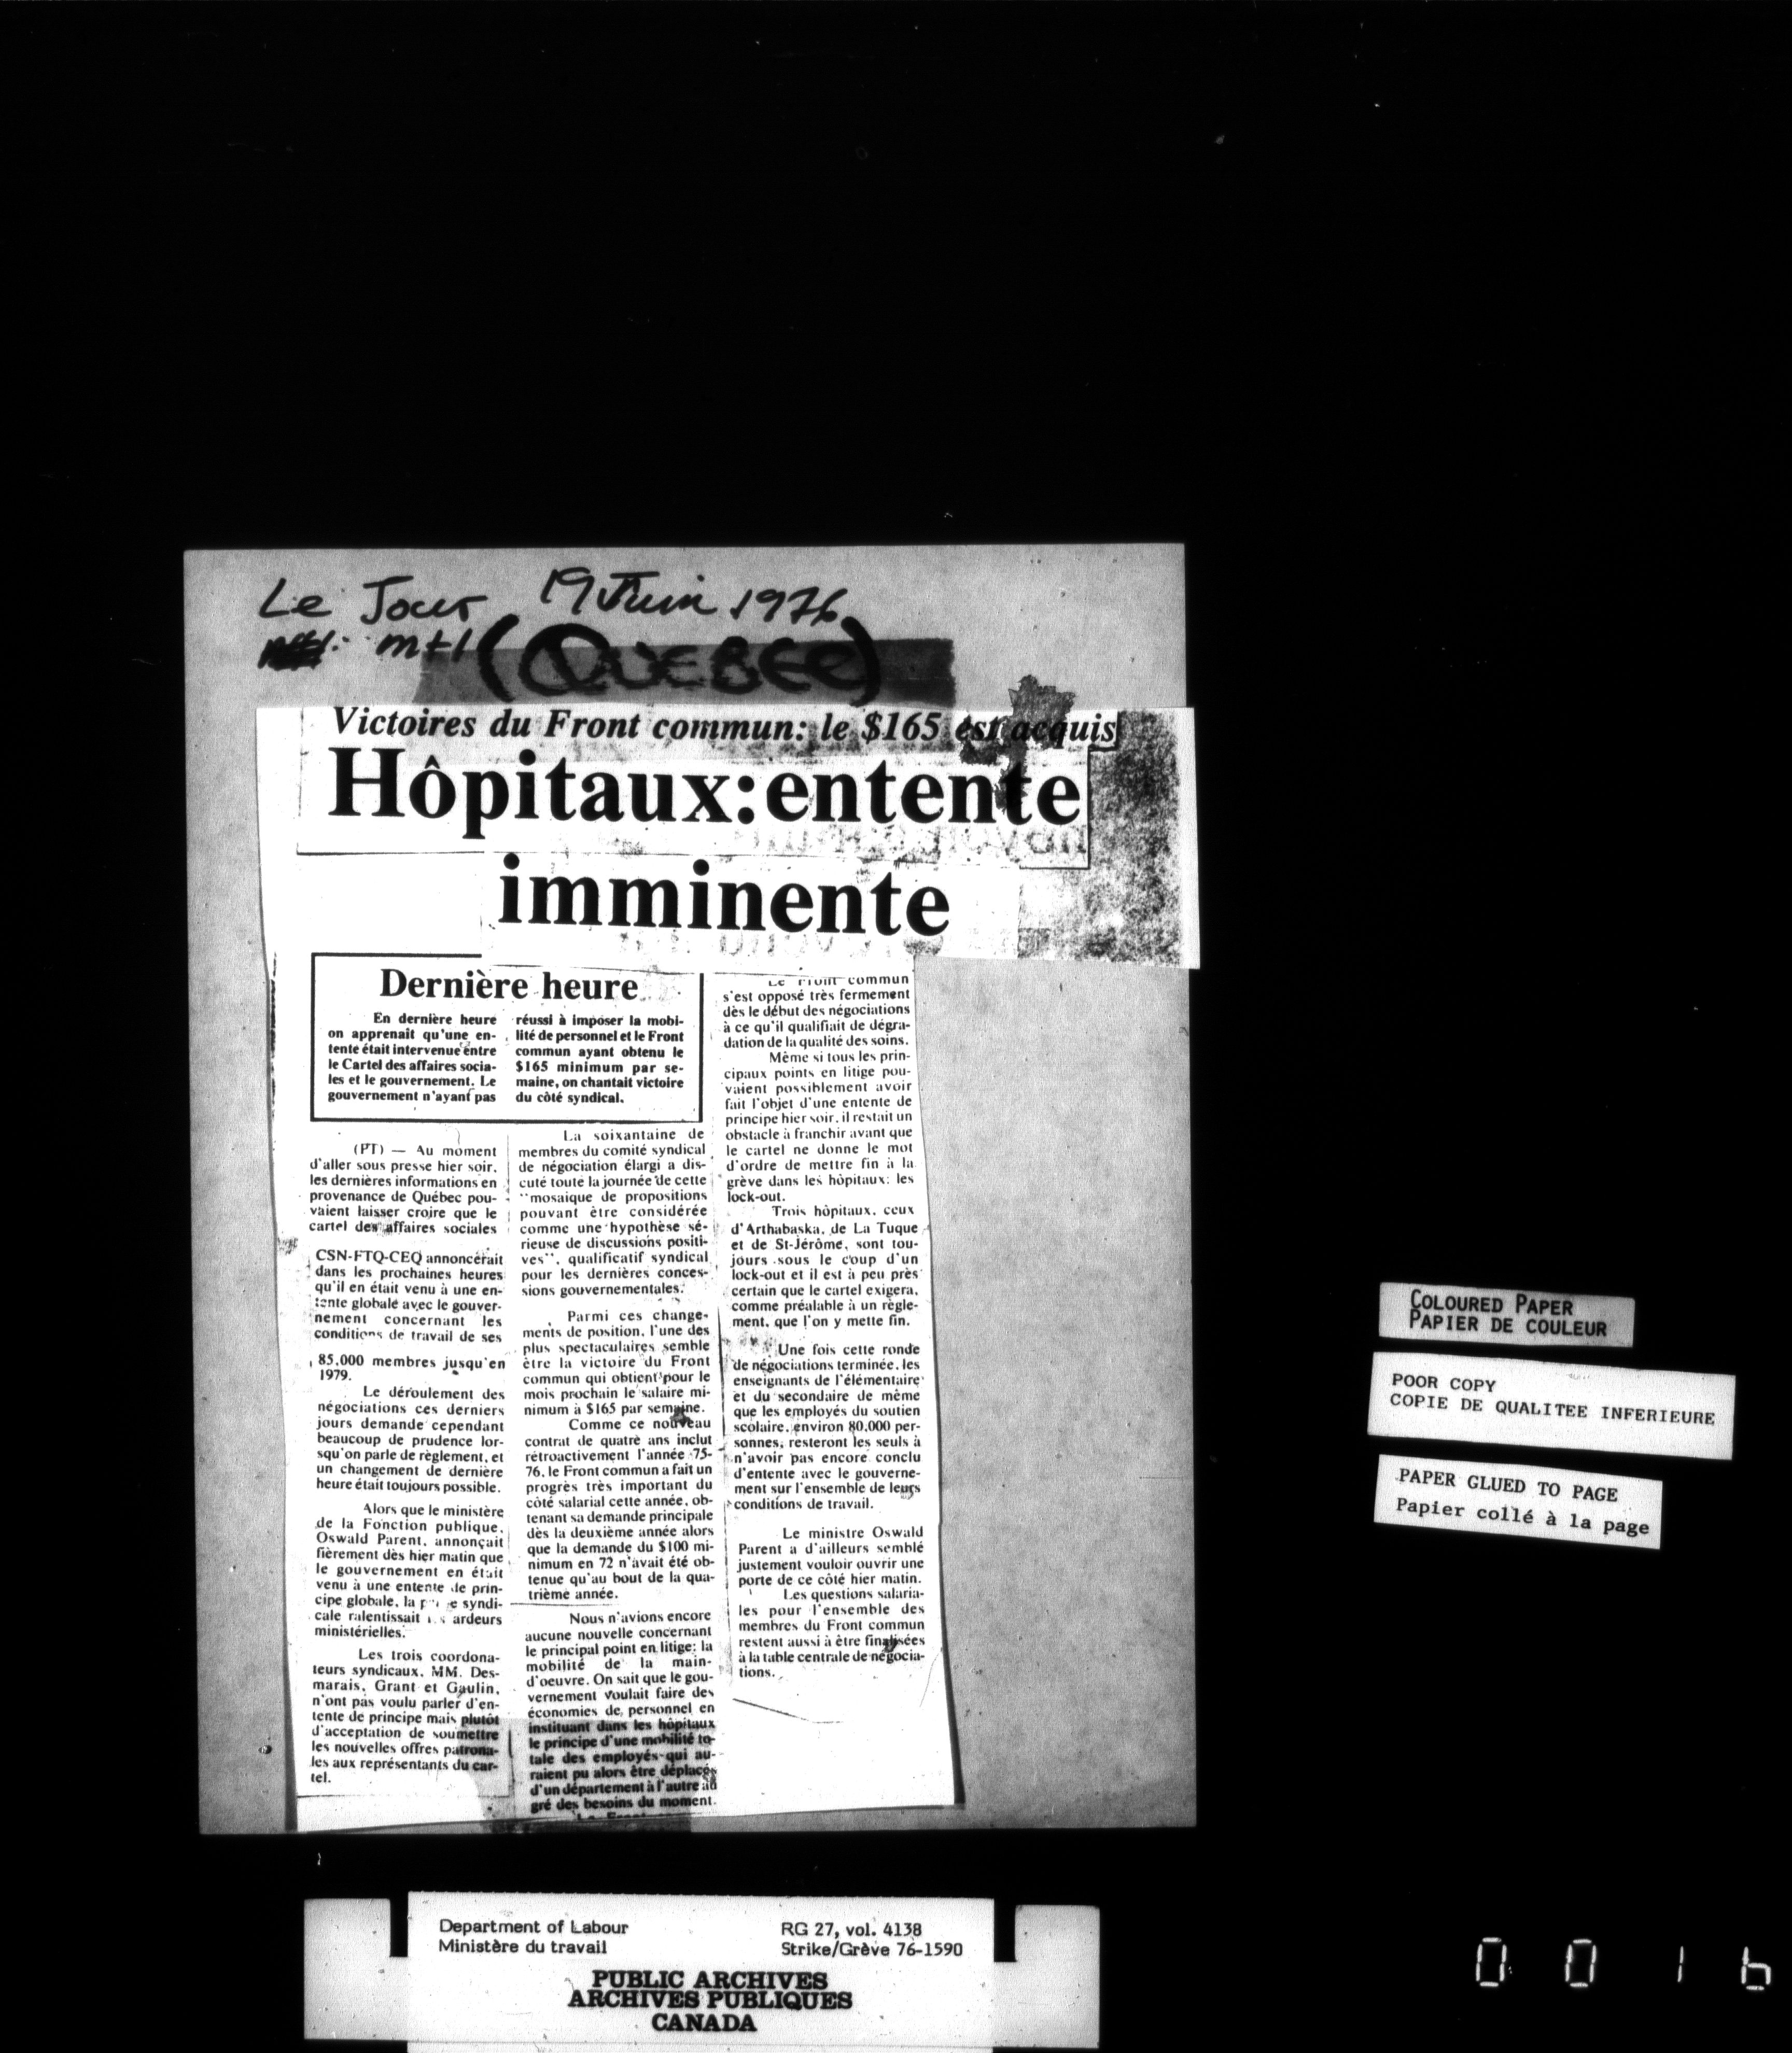 Le Jour 19 Juin 1976
mtl (QUEBEC)
Victoires du Front commun: le $165 est acquis
Hôpitaux: entente
imminente
Dernière heure
En dernière heure
on apprenait qu'une en-
tente était intervenue entre
le Cartel des affaires socia-
les et le gouvernement. Le
gouvernement n'ayant pas
réussi à imposer la mobi-
lité de personnel et le Front
commun ayant obtenu le
$165 minimum par se-
maine, on chantait victoire
du côté syndical.
(PT) — Au moment
d'aller sous presse hier soir,
les dernières informations en
provenance de Québec pou-
vaient laisser croire que le
cartel des affaires sociales
CSN-FTQ-CEQ annoncerait
dans les prochaines heures
qu'il en était venu à une en-
tente globale avec le gouver-
nement concernant les
conditions de travail de ses
85,000 membres jusqu'en
1979.
Le déroulement des
négociations ces derniers
jours demande cependant
beaucoup de prudence lor-
squ'on parle de règlement, et
un changement de dernière
heure était toujours possible.
Alors que le ministère
de la Fonction publique,
Oswald Parent, annonçait
fièrement dès hier matin que
le gouvernement en était
venu à une entente de prin-
cipe globale, la syndi-
cale ralentissait ardeurs
ministérielles.
Les trois coordona-
teurs syndicaux, MM. Des-
marais, Grant et Gaulin,
n'ont pas voulu parler d'en-
tente de principe mais plutôt
d'acceptation de soumettre
les nouvelles offres patrona-
les aux représentants du car-
tel.
La soixantaine de
membres du comité syndical
de négociation élargi a dis-
cuté toute la journée de cette
"mosaique de propositions
pouvant être considérée
comme une hypothèse sé-
rieuse de discussions positi-
ves", qualificatif syndical
pour les dernières conces-
sions gouvernementales.
Parmi ces change-
ments de position, l'une des
plus spectaculaires semble
être la victoire du Front
commun qui obtient pour le
mois prochain le salaire mi-
nimum à $165 par semaine.
Comme ce nouveau
contrat de quatre ans inclut
rétroactivement l'année 75-
76, le Front commun a fait un
progrès très important du
côté salarial cette année, ob-
tenant sa demande principale
dès la deuxième année alors
que la demande du $100 mi-
nimum en 72 n'avait été ob-
tenue qu'au bout de la qua-
trième année.
Nous n'avions encore
aucune nouvelle concernant
le principal point en litige: la
mobilité de la main-
d'oeuvre. On sait que le gou-
vernement voulait faire des
économies de personnel en
instituant dans les hôpitaux
le principe d'une mobilité to-
tale des employés qui au-
raient pu alors être déplacés
d'un département à l'autre au
gré des besoins du moment.
Le Front commun
s'est opposé très fermement
dès le début des négociations
à ce qu'il qualifiait de dégra-
dation de la qualité des soins.
Même si tous les prin-
cipaux points en litige pou-
vaient possiblement avoir
fait l'objet d'une entente de
principe hier soir, il restait un
obstacle à franchir avant que
le cartel ne donne le mot
d'ordre de mettre fin à la
grève dans les hôpitaux: les
lock-out.
Trois hôpitaux, ceux
d'Arthabaska, de La Tuque
et de St-Jérôme, sont tou-
jours sous le coup d'un
lock-out et il est à peu près
certain que le cartel exigera,
comme préalable à un règle-
ment, que l'on y mette fin.
Une fois cette ronde
de négociations terminée, les
enseignants de l'élémentaire
et du secondaire de même
que les employés du soutien
scolaire, environ 80,000 per-
sonnes, resteront les seuls à
n'avoir pas encore conclu
d'entente avec le gouverne-
ment sur l'ensemble de leurs
conditions de travail.
Le ministre Oswald
Parent a d'ailleurs semblé
justement vouloir ouvrir une
porte de ce côté hier matin.
Les questions salaria-
les pour l'ensemble des
membres du Front commun
restent aussi à être finalisées
à la table centrale de négocia-
tions.
COLOURED PAPER
PAPIER DE COULEUR
POOR COPY
COPIE DE QUALITEE INFERIEURE
PAPER GLUED TO PAGE
Papier collé à la page
Department of Labour
Ministère du travail
RG 27, vol. 4138
Strike/Grève 76-1590
PUBLIC ARCHIVES
ARCHIVES PUBLIQUES
CANADA
0 0 1 6